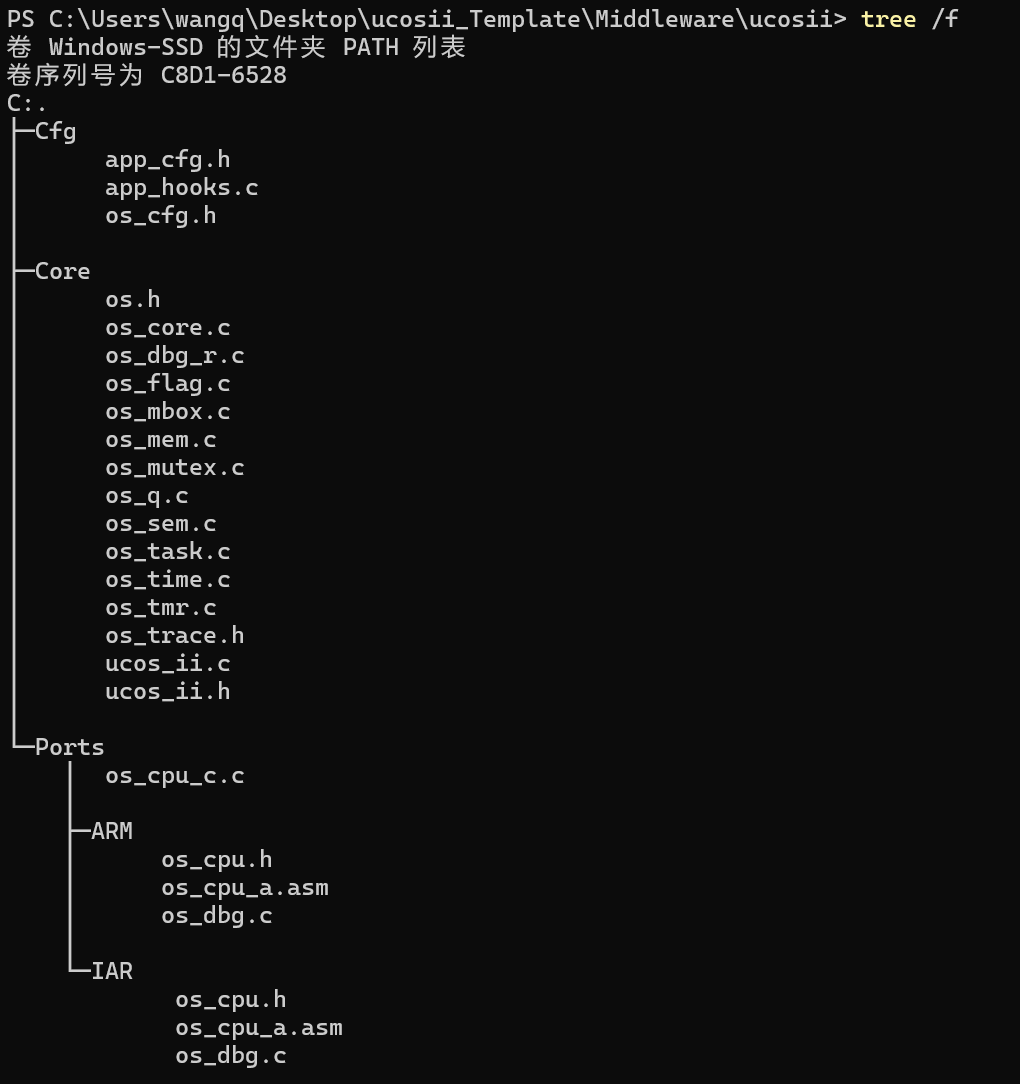 PS C:\Users\wangq\Desktop\ucosii_Template\Middleware\ucosii> tree /f
卷 Windows-SSD 的文件夹 PATH 列表
卷序列号为 C8D1-6528
C:.
├─Cfg
│      app_cfg.h
│      app_hooks.c
│      os_cfg.h
│
├─Core
│      os.h
│      os_core.c
│      os_dbg_r.c
│      os_flag.c
│      os_mbox.c
│      os_mem.c
│      os_mutex.c
│      os_q.c
│      os_sem.c
│      os_task.c
│      os_time.c
│      os_tmr.c
│      os_trace.h
│      ucos_ii.c
│      ucos_ii.h
│
└─Ports
    │  os_cpu_c.c
    │
    ├─ARM
    │      os_cpu.h
    │      os_cpu_a.asm
    │      os_dbg.c
    │
    └─IAR
            os_cpu.h
            os_cpu_a.asm
            os_dbg.c